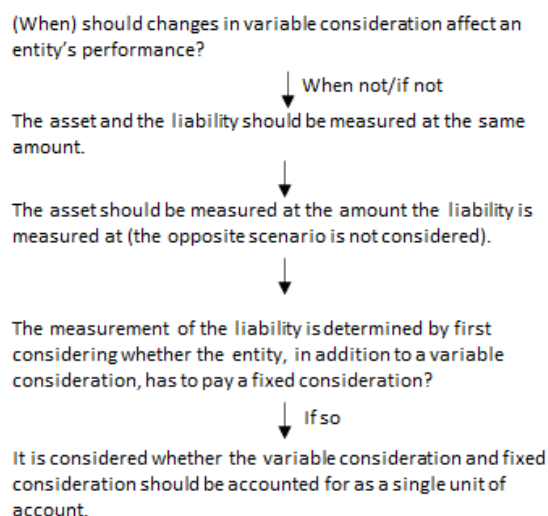 (When) should changes in variable consideration affect an
entity's performance?
When not/if not
The asset and the liability should be measured at the same
amount.
The asset should be measured at the amount the liability is
measured at (the opposite scenario is not considered).
The measurement of the liability is determined by first
considering whether the entity, in addition to a variable
consideration, has to pay a fixed consideration?
If so
It is considered whether the variable consideration and fixed
consideration should be accounted for as a single unit of
account.